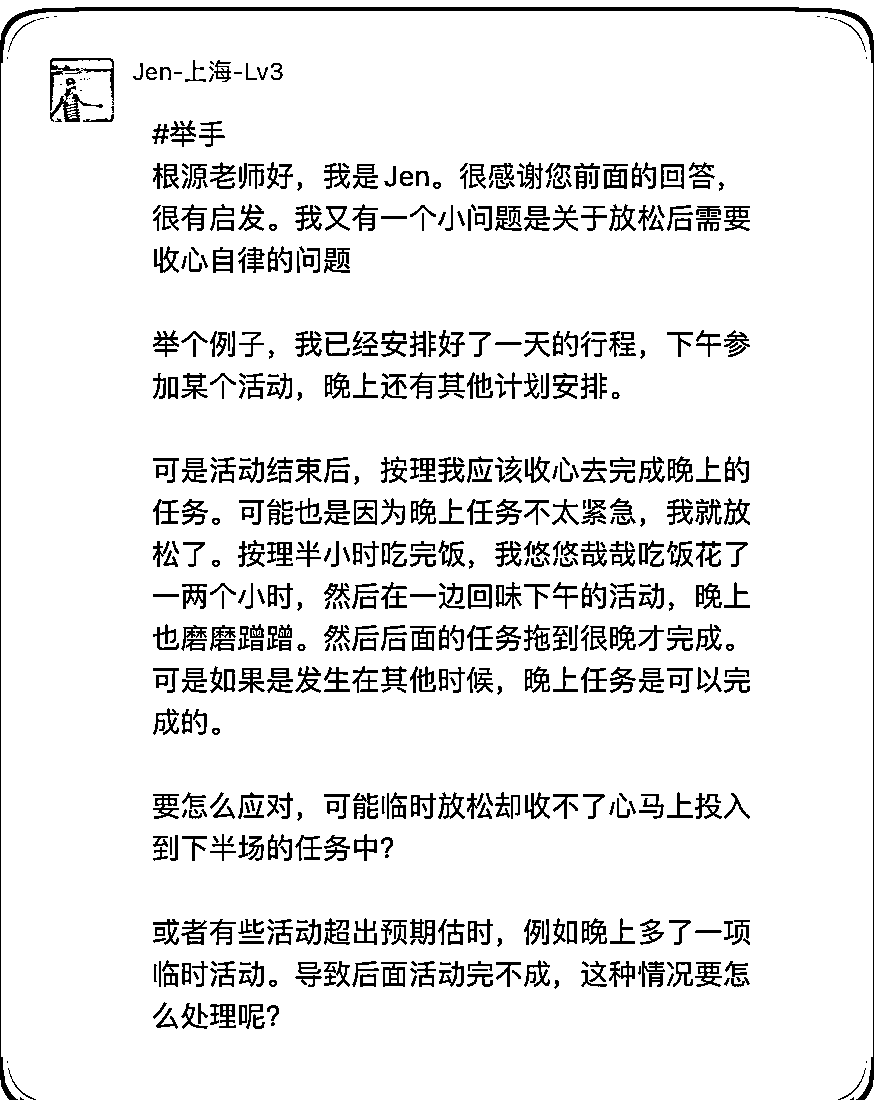 Jen-上海-Lv3
#举手
根源老师好，我是Jen。很感谢您前面的回答，
很有启发。我又有一个小问题是关于放松后需要
收心自律的问题
举个例子，我已经安排好了一天的行程，下午参
加某个活动，晚上还有其他计划安排。
可是活动结束后，按理我应该收心去完成晚上的
任务。可能也是因为晚上任务不太紧急，我就放
松了。按理半小时吃完饭，我悠悠哉哉吃饭花了
一两个小时，然后在一边回味下午的活动，晚上
也磨磨蹭蹭。然后后面的任务拖到很晚才完成。
可是如果是发生在其他时候，晚上任务是可以完
成的。
要怎么应对，可能临时放松却收不了心马上投入
到下半场的任务中？
或者有些活动超出预期估时，例如晚上多了一项
临时活动。导致后面活动完不成，这种情况要怎
么处理呢？